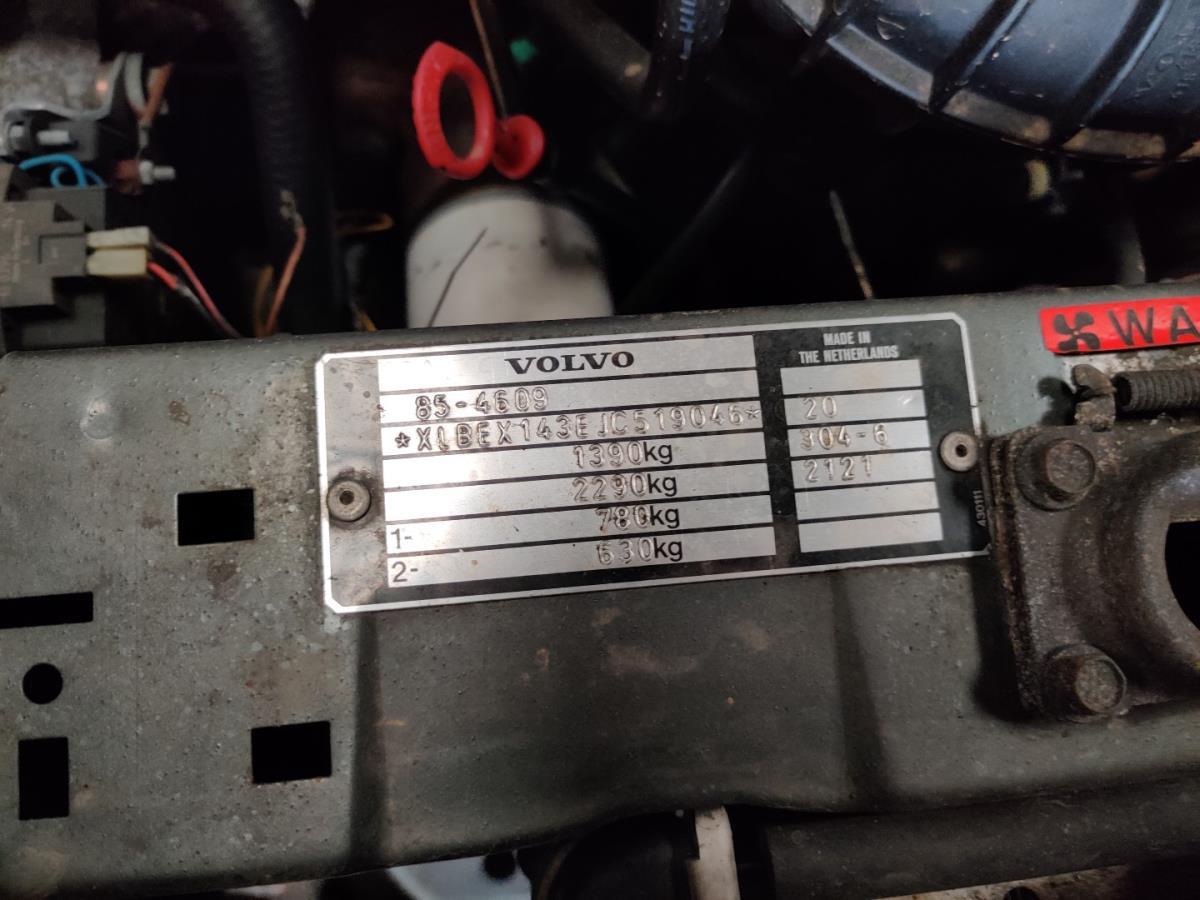 VOLVO
85-4609
*XLBEX143EJC519046*
1390kg
2290kg
1- 780kg
2- 630kg
MADE IN
THE NETHERLANDS
20
304-6
2121
430111
WA